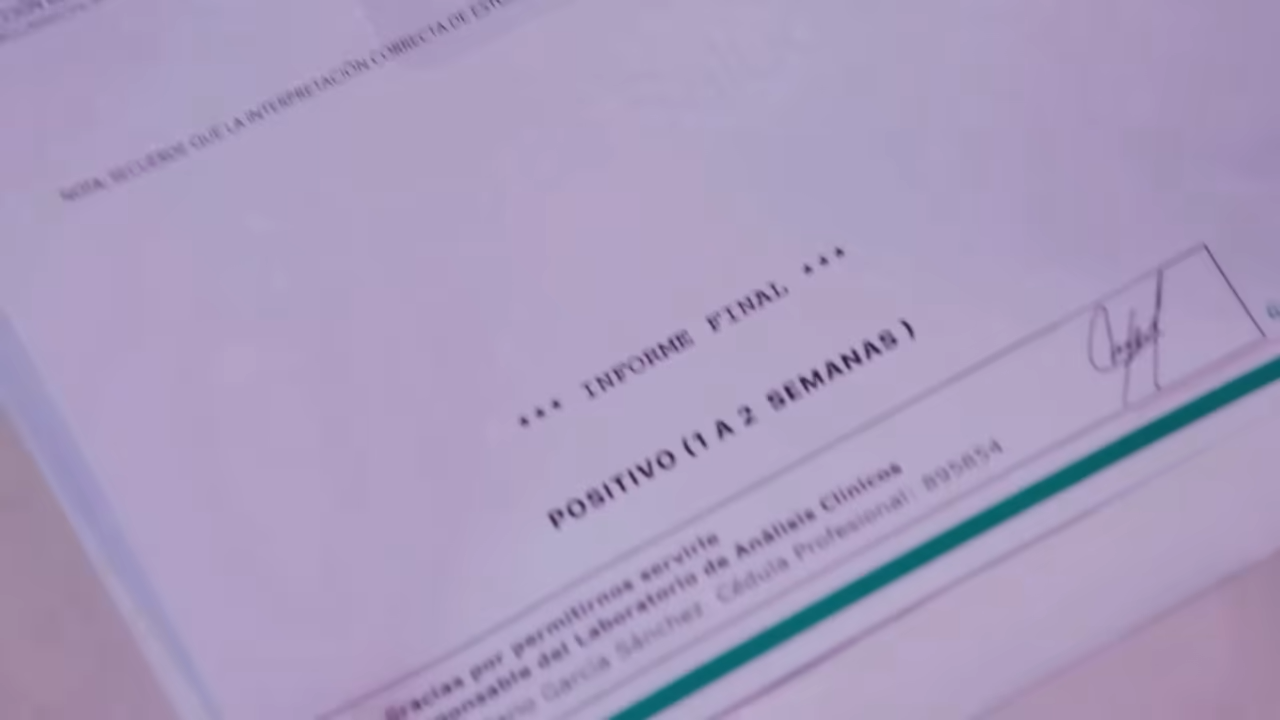 NOTA: RECUERDE QUE LA INTERPRETACIÓN CORRECTA DE
*** INFORME FINAL ***
POSITIVO (1 A 2 SEMANAS)
Gracias por permitirnos servirle
del Laboratorio de Análisis Clínicos
García Sánchez Cédula Profesional: 895854